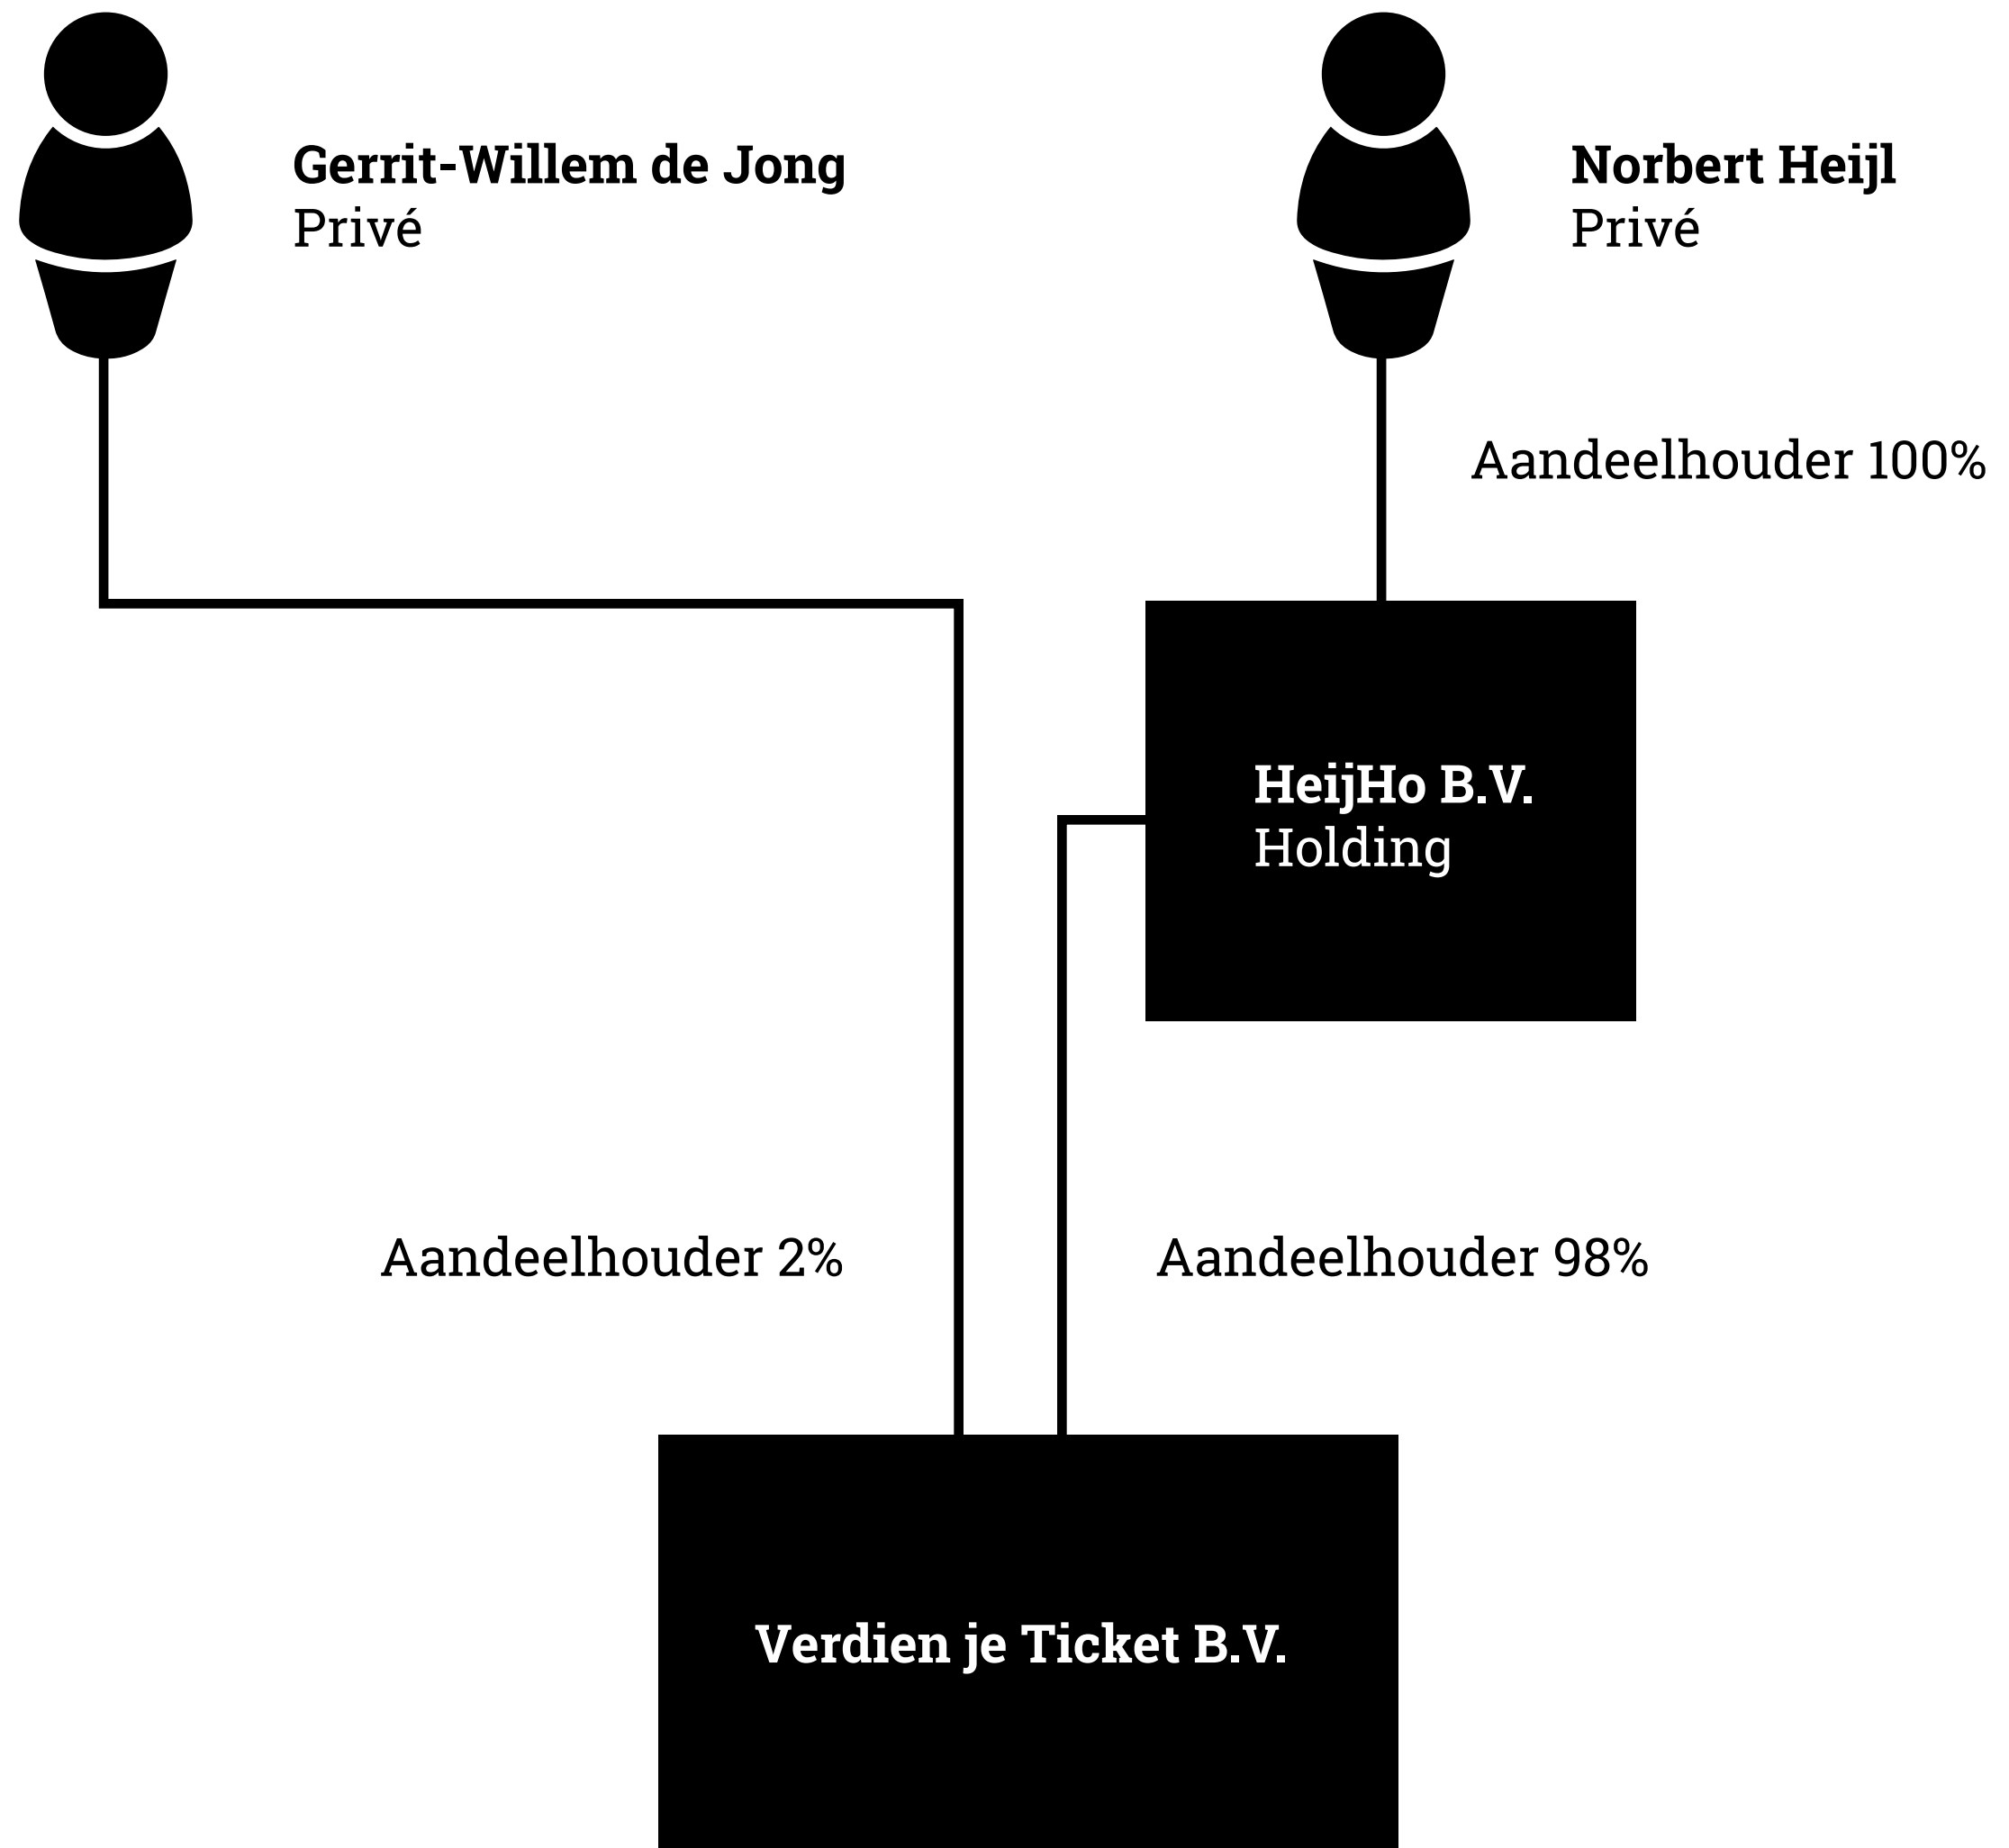 Gerrit-Willem de Jong
Privé
Norbert Heijl
Privé
Aandeelhouder 100%
HeijHo B.V.
Holding
Aandeelhouder 2%
Aandeelhouder 98%
Verdien je Ticket B.V.